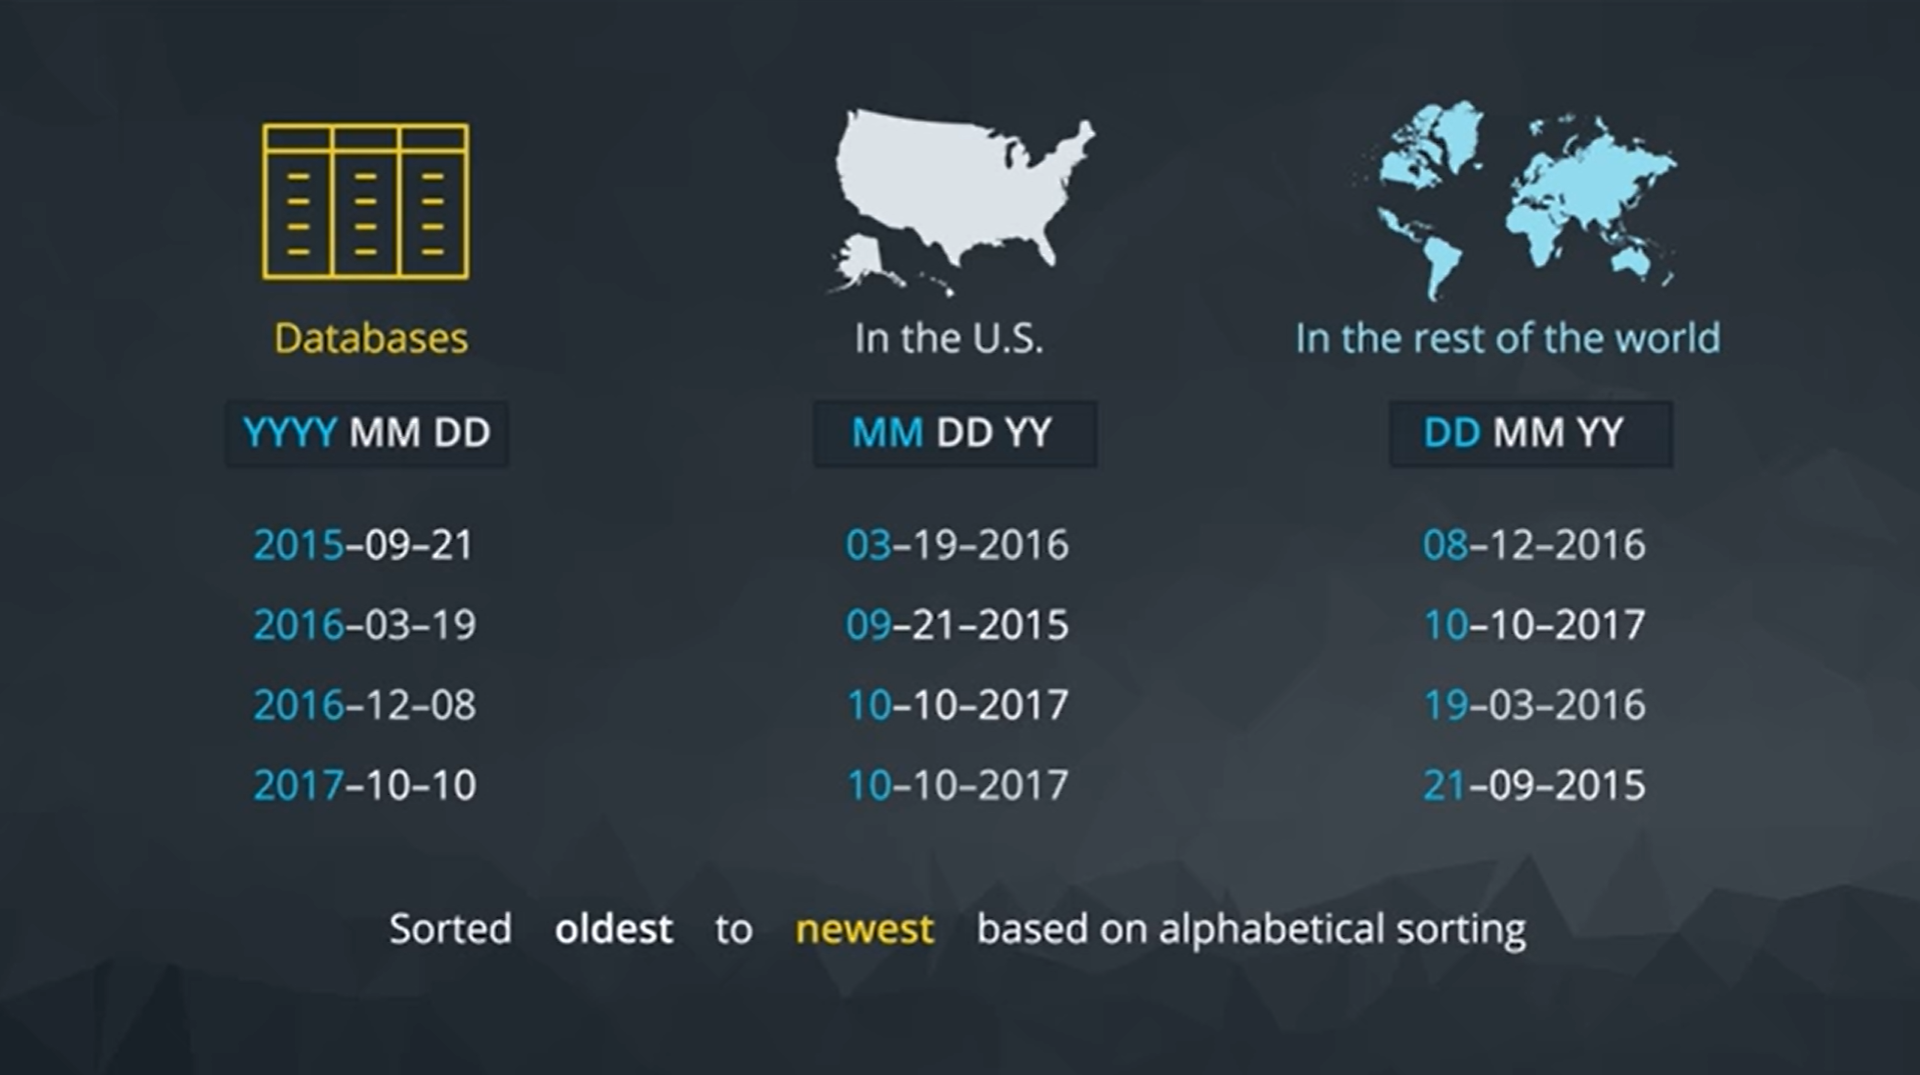 Databases
YYYY MM DD
2015–09–21
2016–03–19
2016–12–08
2017–10–10
In the U.S.
MM DD YY
03–19–2016
09–21–2015
10–10–2017
10–10–2017
In the rest of the world
DD MM YY
08–12–2016
10–10–2017
19–03–2016
21–09–2015
Sorted oldest to newest based on alphabetical sorting